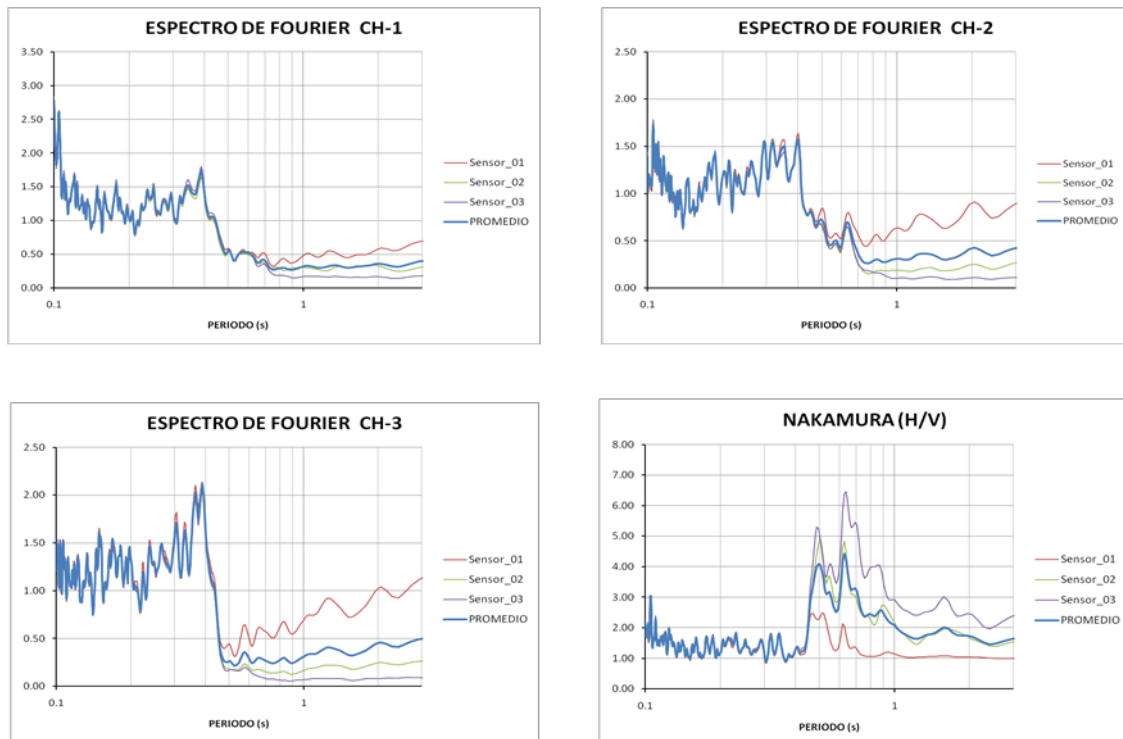 ESPECTRO DE FOURIER CH-1
3.50
3.00
2.50
2.00
1.50
1.00
0.50
0.00
0.1
1
PERIODO (s)
Sensor_01
Sensor_02
Sensor_03
PROMEDIO
ESPECTRO DE FOURIER CH-2
2.50
2.00
1.50
1.00
0.50
0.00
0.1
1
PERIODO (s)
Sensor_01
Sensor_02
Sensor_03
PROMEDIO
ESPECTRO DE FOURIER CH-3
2.50
2.00
1.50
1.00
0.50
0.00
0.1
1
PERIODO (s)
Sensor_01
Sensor_02
Sensor_03
PROMEDIO
NAKAMURA (H/V)
8.00
7.00
6.00
5.00
4.00
3.00
2.00
1.00
0.00
0.1
1
PERIODO (s)
Sensor_01
Sensor_02
Sensor_03
PROMEDIO